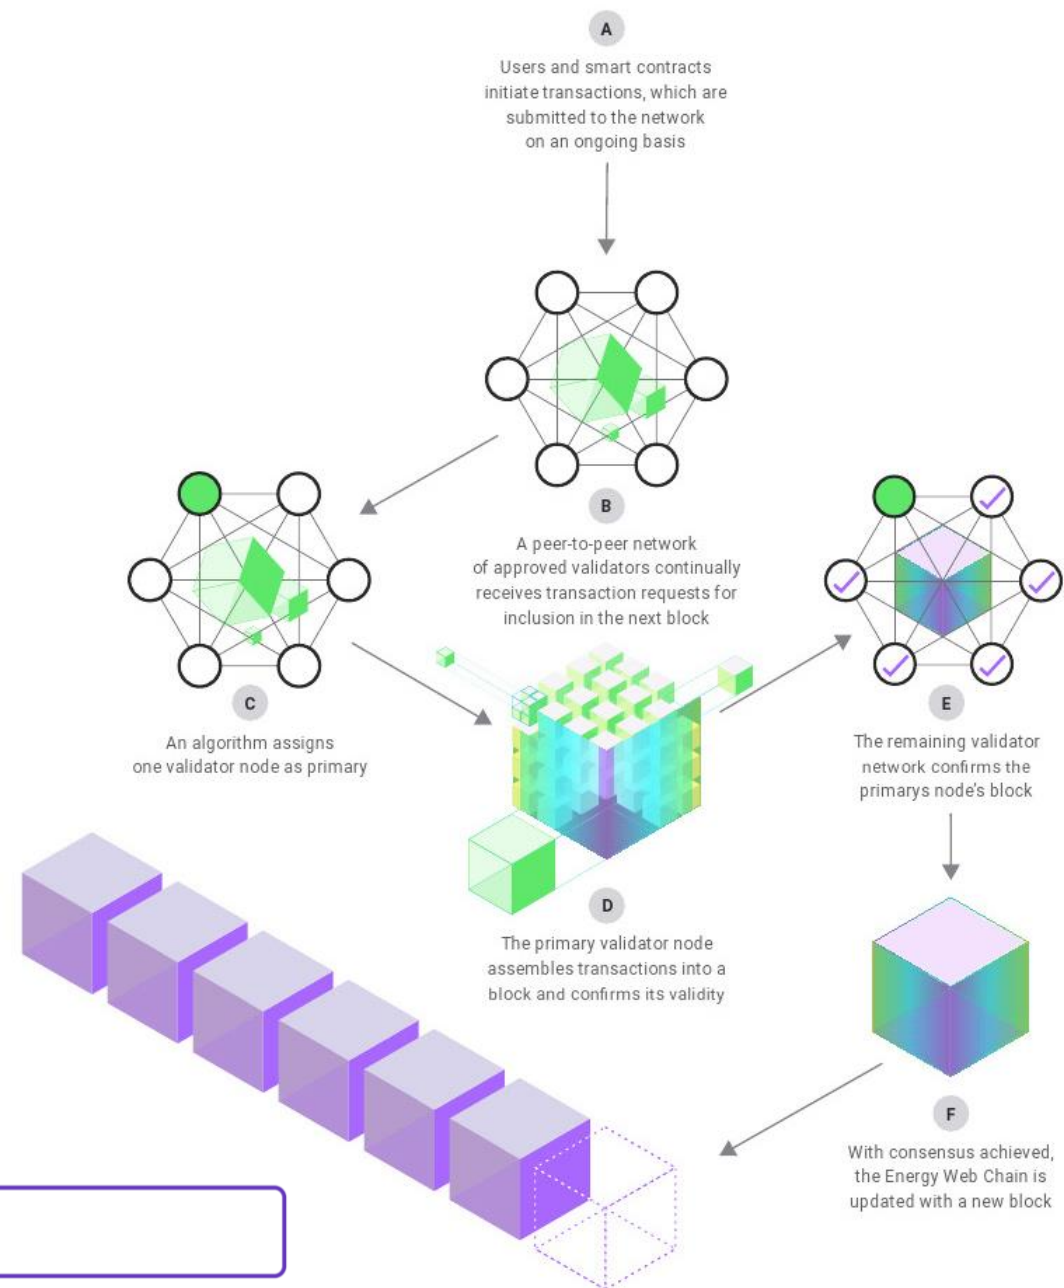 A
Users and smart contracts
initiate transactions, which are
submitted to the network
on an ongoing basis
B
A peer-to-peer network
of approved validators continually
receives transaction requests for
inclusion in the next block
C
An algorithm assigns
one validator node as primary
D
The primary validator node
assembles transactions into a
block and confirms its validity
E
The remaining validator
network confirms the
primarys node's block
F
With consensus achieved,
the Energy Web Chain is
updated with a new block